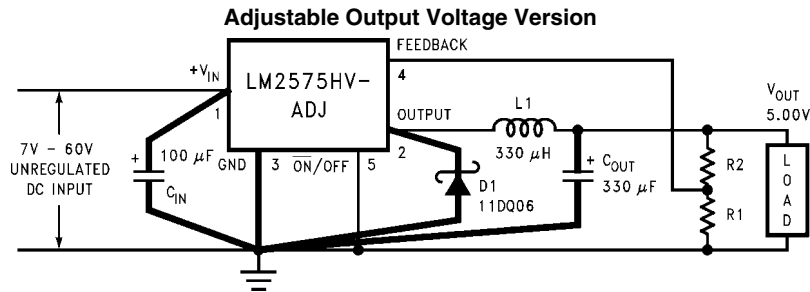 Adjustable Output Voltage Version
FEEDBACK
+VIN
LM2575HV-
ADJ
4
1
OUTPUT
L1
VOUT
5.00V
7V – 60V
UNREGULATED
DC INPUT
+
100 μF
CIN
GND
3
ON/OFF
5
2
330 μH
+
COUT
330 μF
D1
11DQ06
R2
R1
LOAD